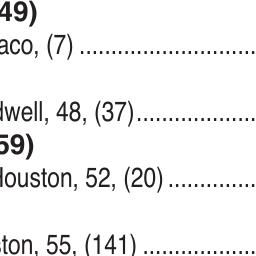 49)
aco, (7) ..............................
dwell, 48, (37)...................
59)
Houston, 52, (20) ..............
ston, 55, (141) ..................